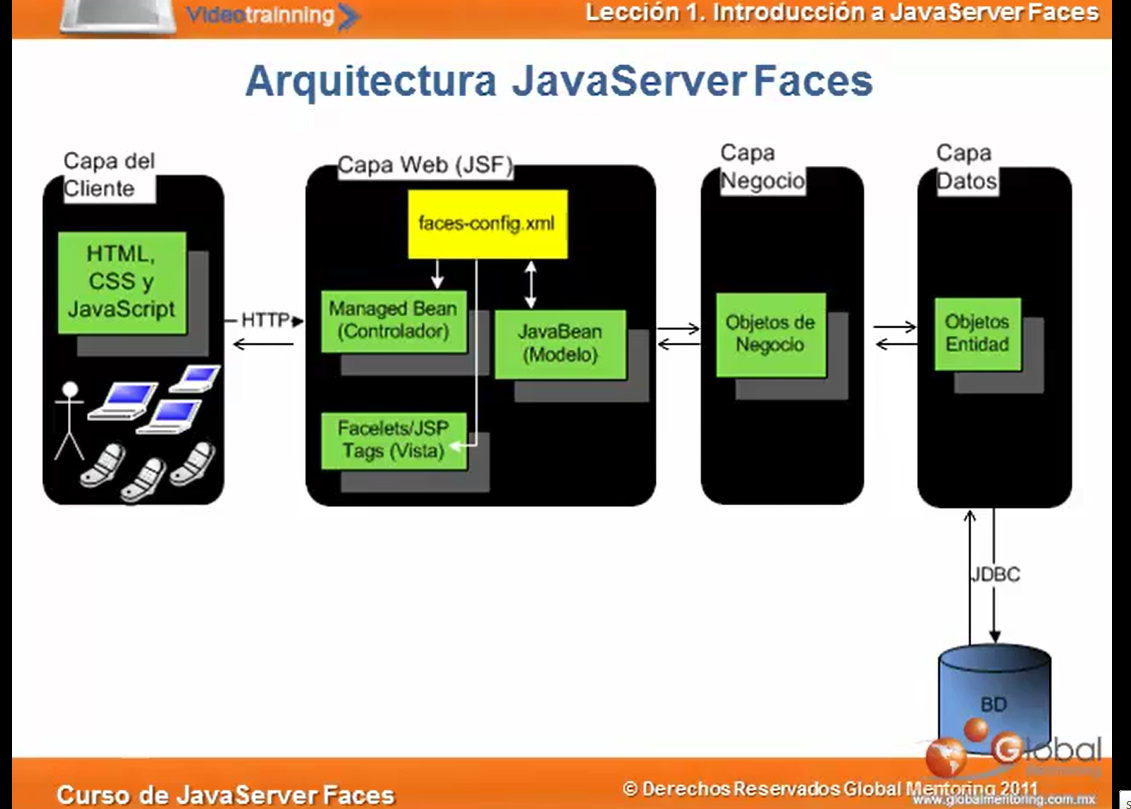 Videotrainning
Lección 1. Introducción a JavaServer Faces
Arquitectura JavaServer Faces
Capa del
Cliente
HTML,
CSS y
JavaScript
HTTP
Capa Web (JSF)
faces-config.xml
Managed Bean
(Controlador)
JavaBean
(Modelo)
Facelets/JSP
Tags (Vista)
Capa
Negocio
Objetos de
Negocio
Capa
Datos
Objetos
Entidad
JDBC
BD
Global
Mentoring
Curso de JavaServer Faces
© Derechos Reservados Global Mentoring 2011
www.globalmentoring.com.mx